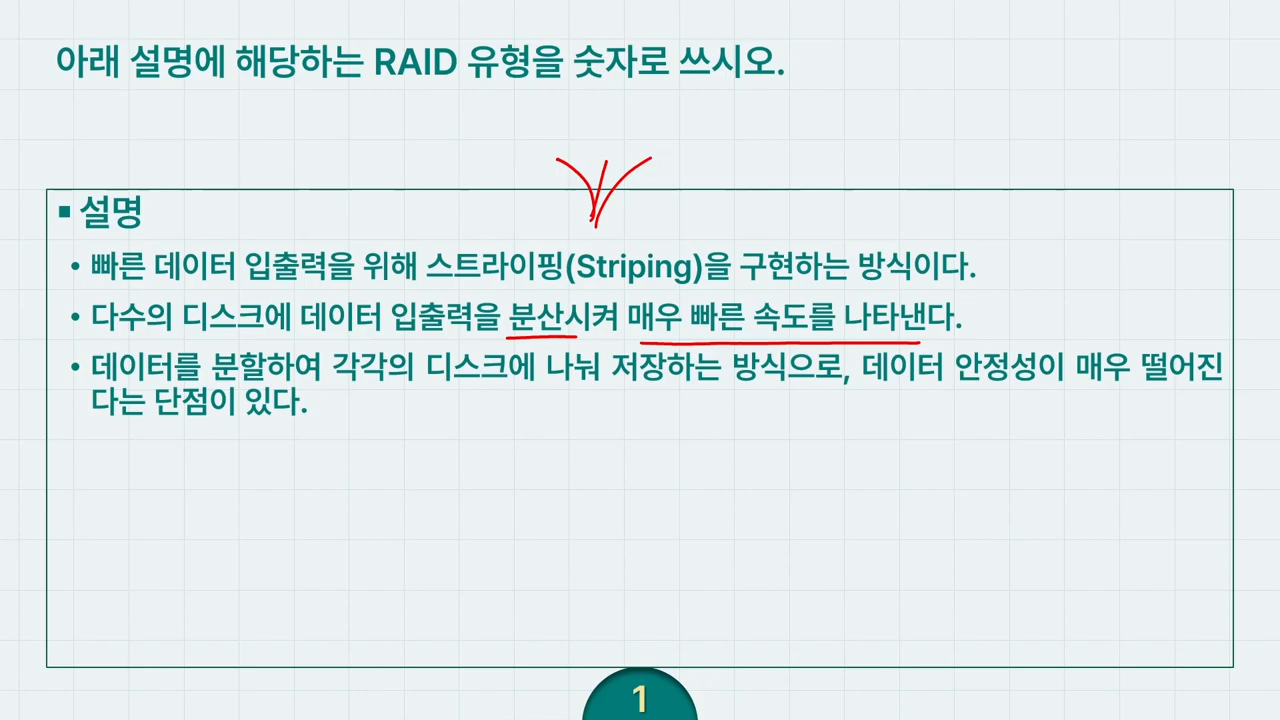 아래 설명에 해당하는 RAID 유형을 숫자로 쓰시오.
▪ 설명
• 빠른 데이터 입출력을 위해 스트라이핑(Striping)을 구현하는 방식이다.
• 다수의 디스크에 데이터 입출력을 분산시켜 매우 빠른 속도를 나타낸다.
• 데이터를 분할하여 각각의 디스크에 나눠 저장하는 방식으로, 데이터 안정성이 매우 떨어진
다는 단점이 있다.
1